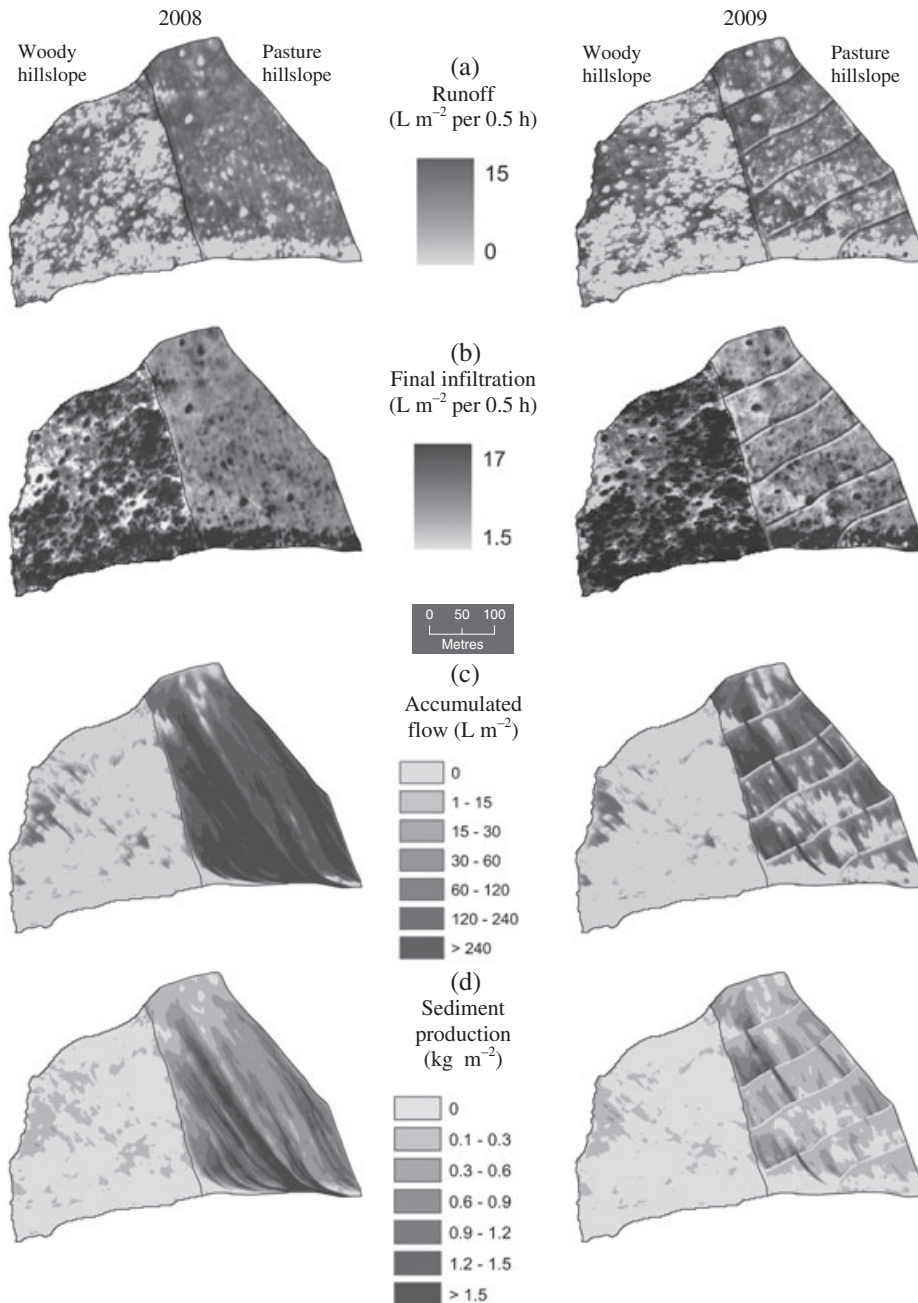 2008
2009
Woody
hillslope
Pasture
hillslope
Woody
hillslope
Pasture
hillslope
(a)
Runoff
(L m⁻² per 0.5 h)
15
0
(b)
Final infiltration
(L m⁻² per 0.5 h)
17
1.5
0 50 100
Metres
(c)
Accumulated
flow (L m⁻²)
0
1 - 15
15 - 30
30 - 60
60 - 120
120 - 240
> 240
(d)
Sediment
production
(kg m⁻²)
0
0.1 - 0.3
0.3 - 0.6
0.6 - 0.9
0.9 - 1.2
1.2 - 1.5
> 1.5